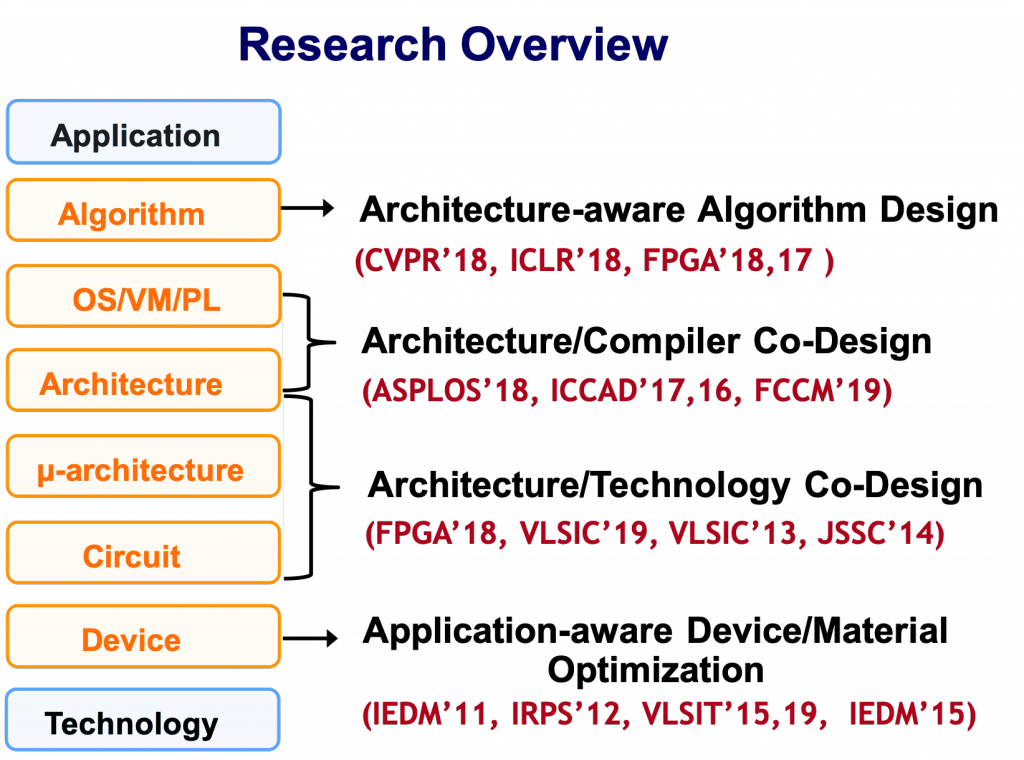 Research Overview
Application
Algorithm
Architecture-aware Algorithm Design
(CVPR’18, ICLR’18, FPGA’18,17 )
OS/VM/PL
Architecture/Compiler Co-Design
Architecture
(ASPLOS’18, ICCAD’17,16, FCCM’19)
μ-architecture
Architecture/Technology Co-Design
(FPGA’18, VLSIC’19, VLSIC’13, JSSC’14)
Circuit
Device
Application-aware Device/Material
Optimization
(IEDM’11, IRPS’12, VLSIT’15,19,  IEDM’15)
Technology